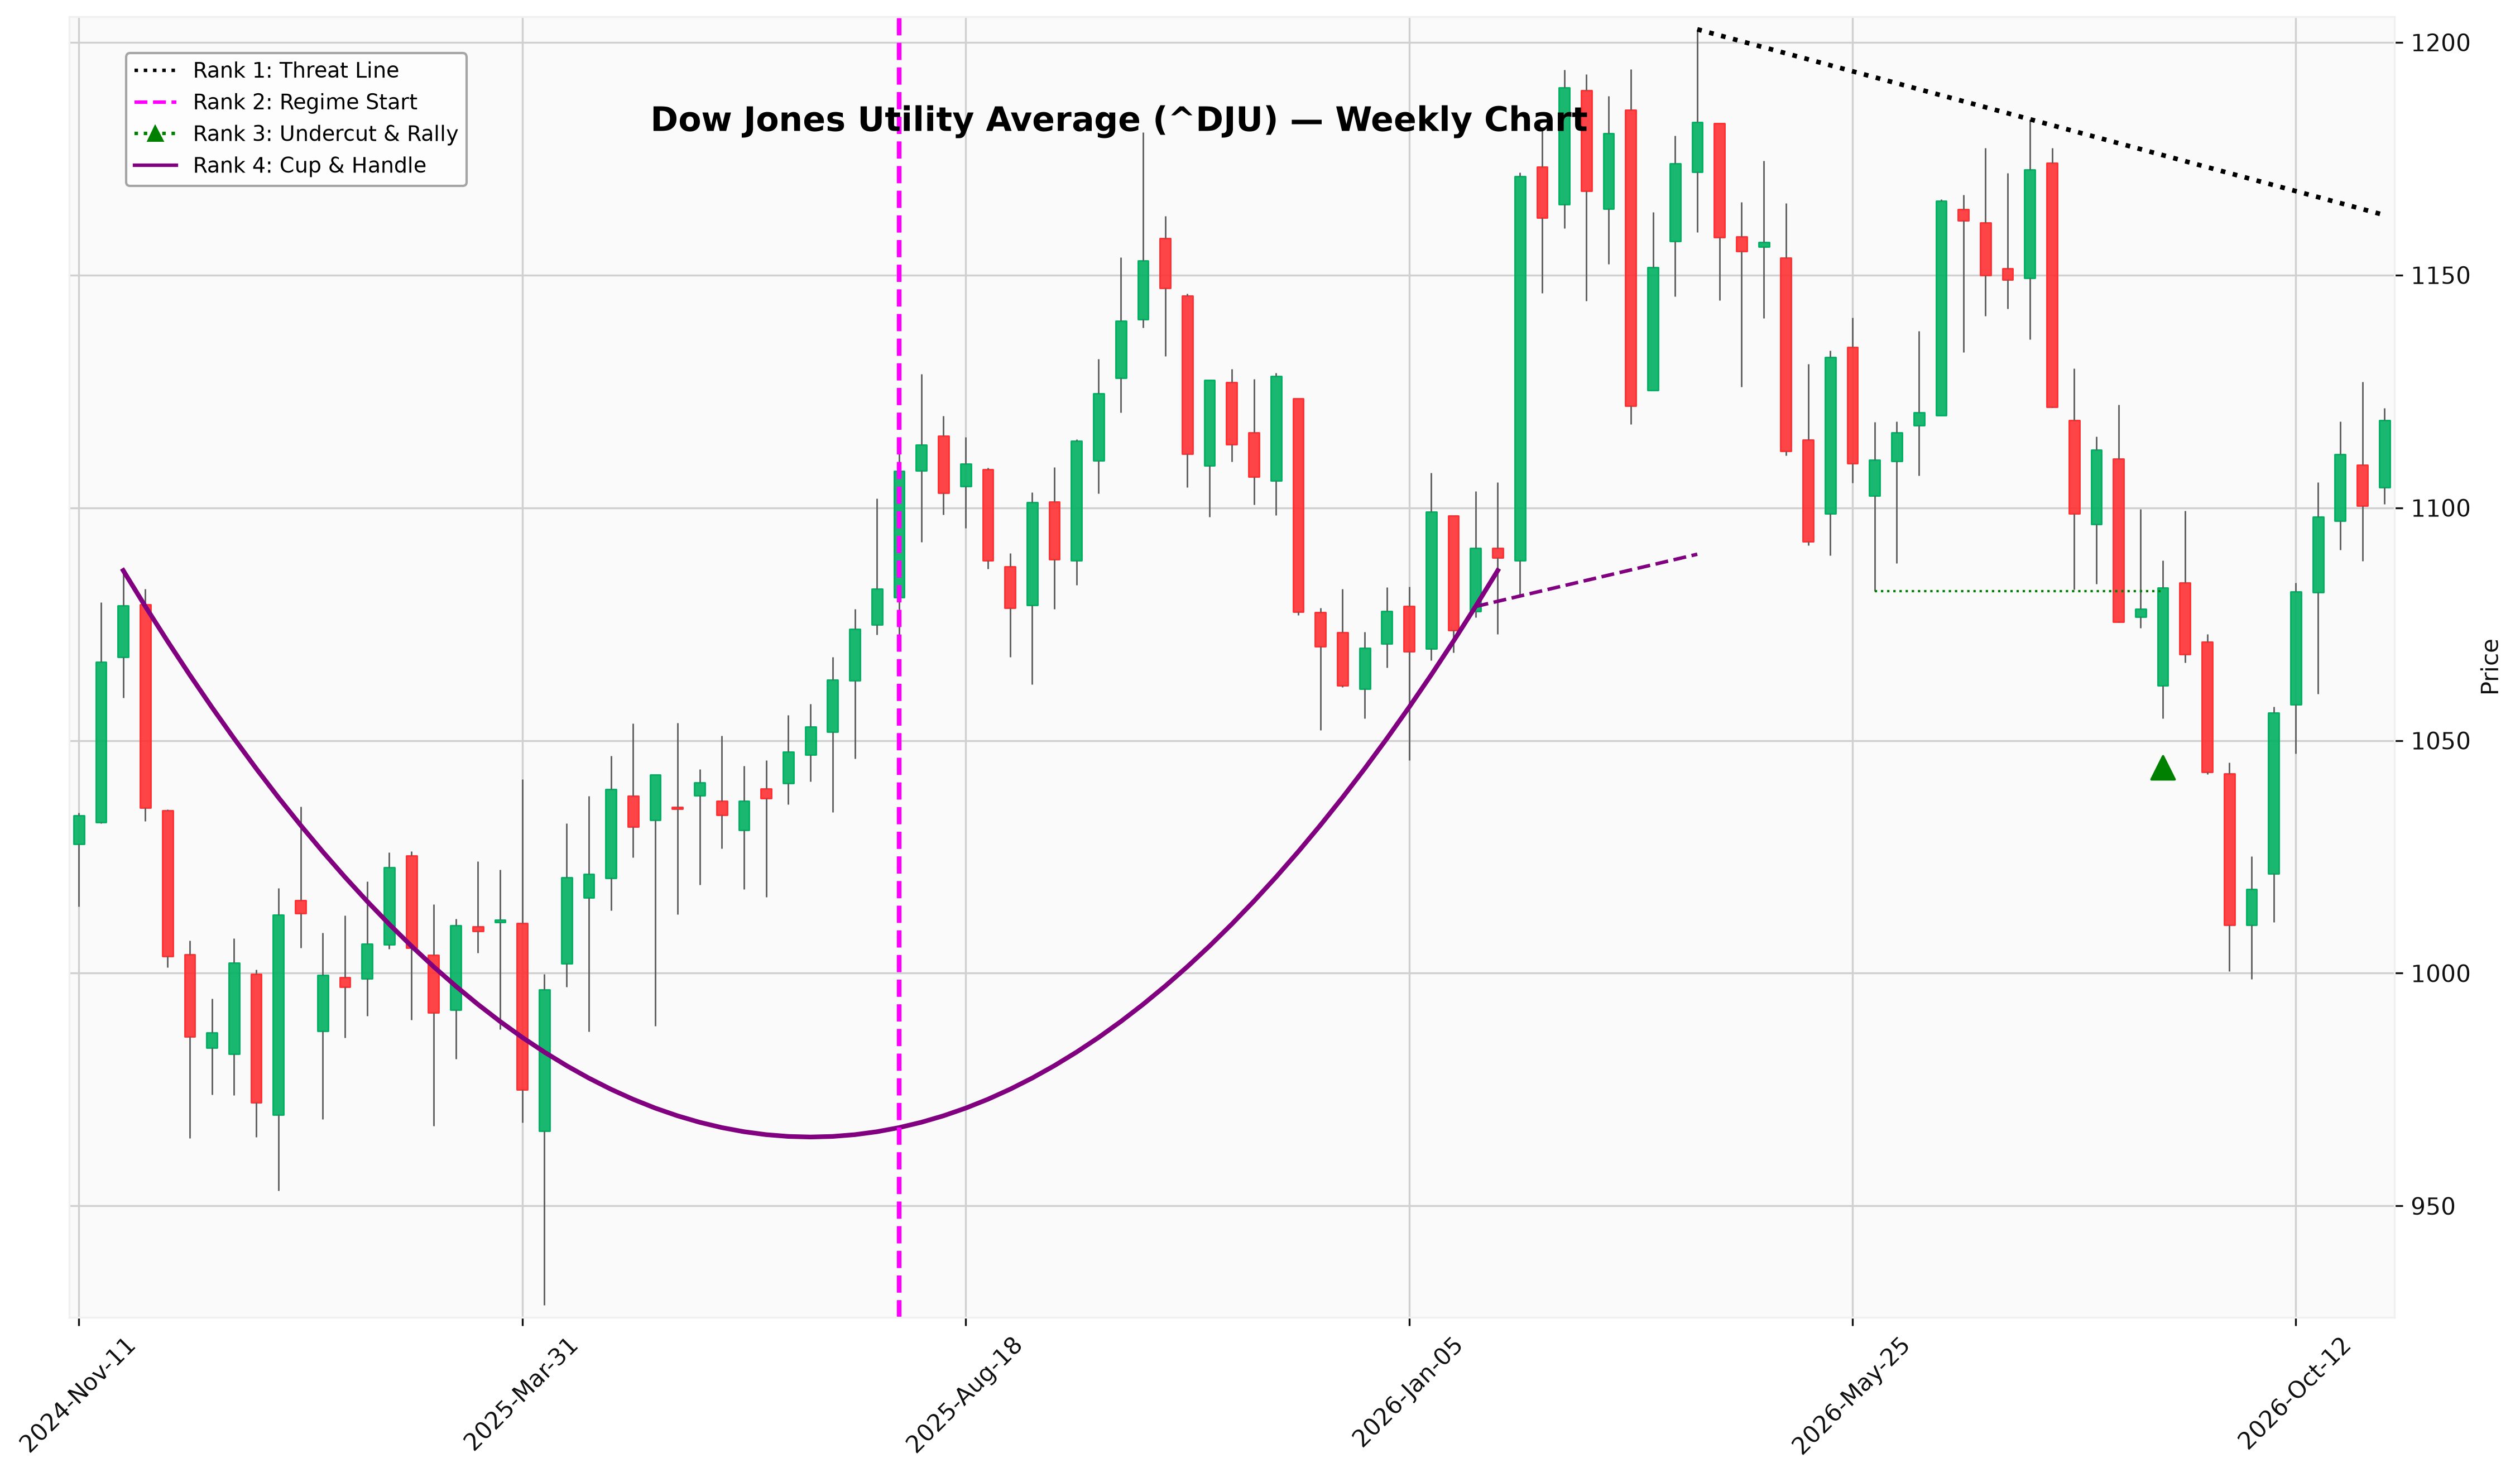 Rank 1: Threat Line
Rank 2: Regime Start
Rank 3: Undercut & Rally
Rank 4: Cup & Handle
Dow Jones Utility Average (^DJU) — Weekly Chart
1200
1150
1100
1050
1000
950
Price
2024-Nov-11
2025-Mar-31
2025-Aug-18
2026-Jan-05
2026-May-25
2026-Oct-12